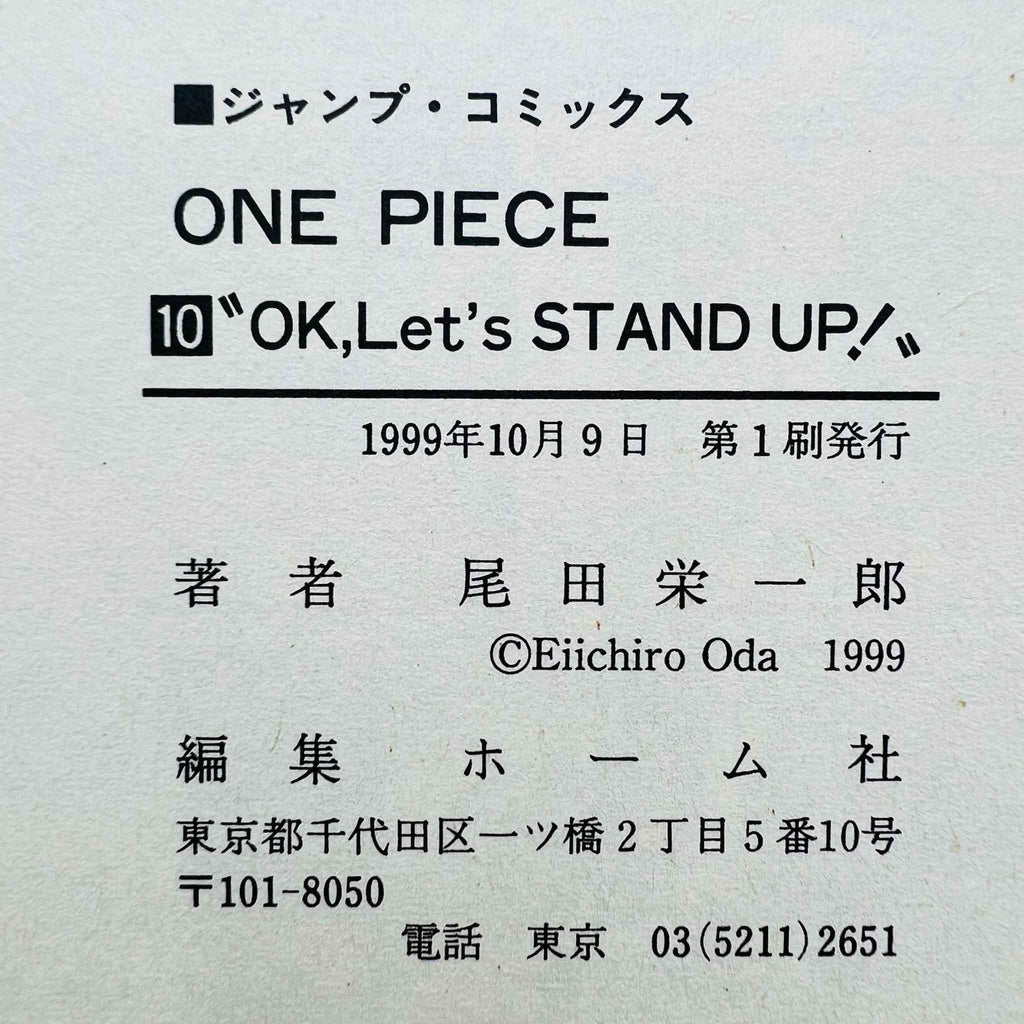 ■ジャンプ・コミックス
ONE PIECE
10〝OK,Let's STAND UP!〟
1999年10月9日　第1刷発行
著者　尾田栄一郎
©Eiichiro Oda　1999
編集　ホーム社
東京都千代田区一ツ橋2丁目5番10号
〒101-8050
電話　東京　03(5211)2651